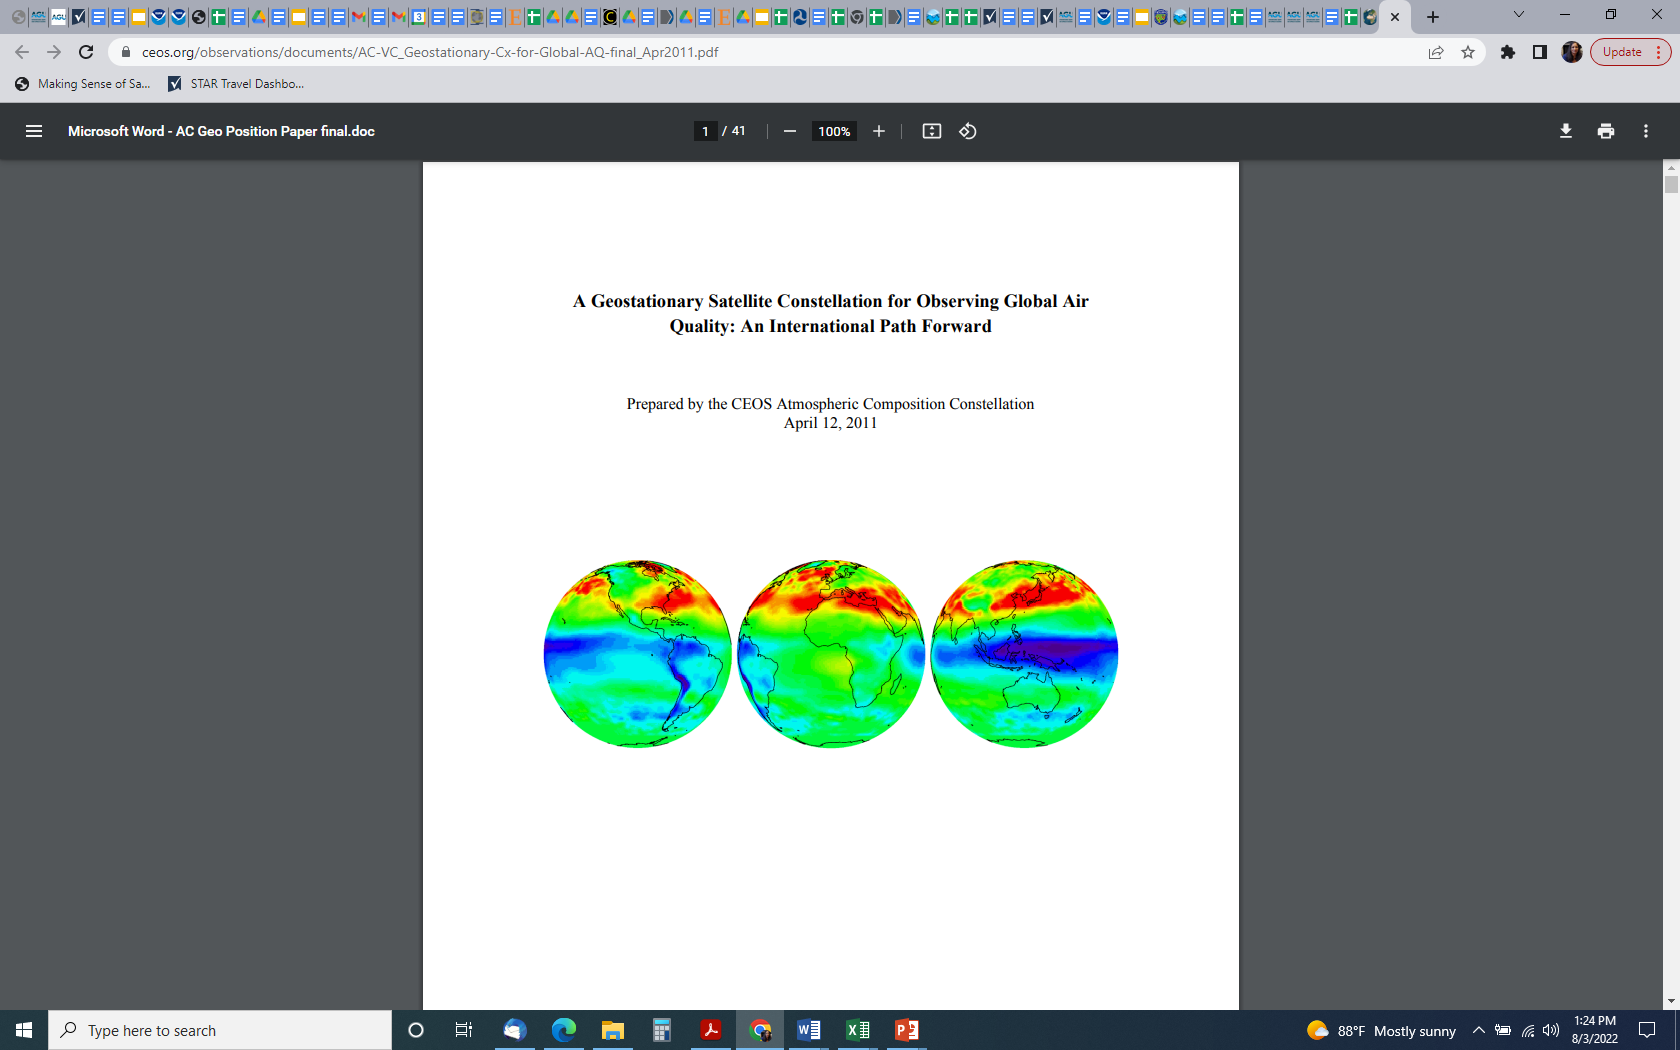 ceos.org/observations/documents/AC-VC_Geostationary-Cx-for-Global-AQ-final_Apr2011.pdf
Update
Making Sense of Sa...
STAR Travel Dashbo...
Microsoft Word - AC Geo Position Paper final.doc
1 / 41
100%
A Geostationary Satellite Constellation for Observing Global Air
Quality: An International Path Forward
Prepared by the CEOS Atmospheric Composition Constellation
April 12, 2011
Type here to search
88°F Mostly sunny
1:24 PM
8/3/2022